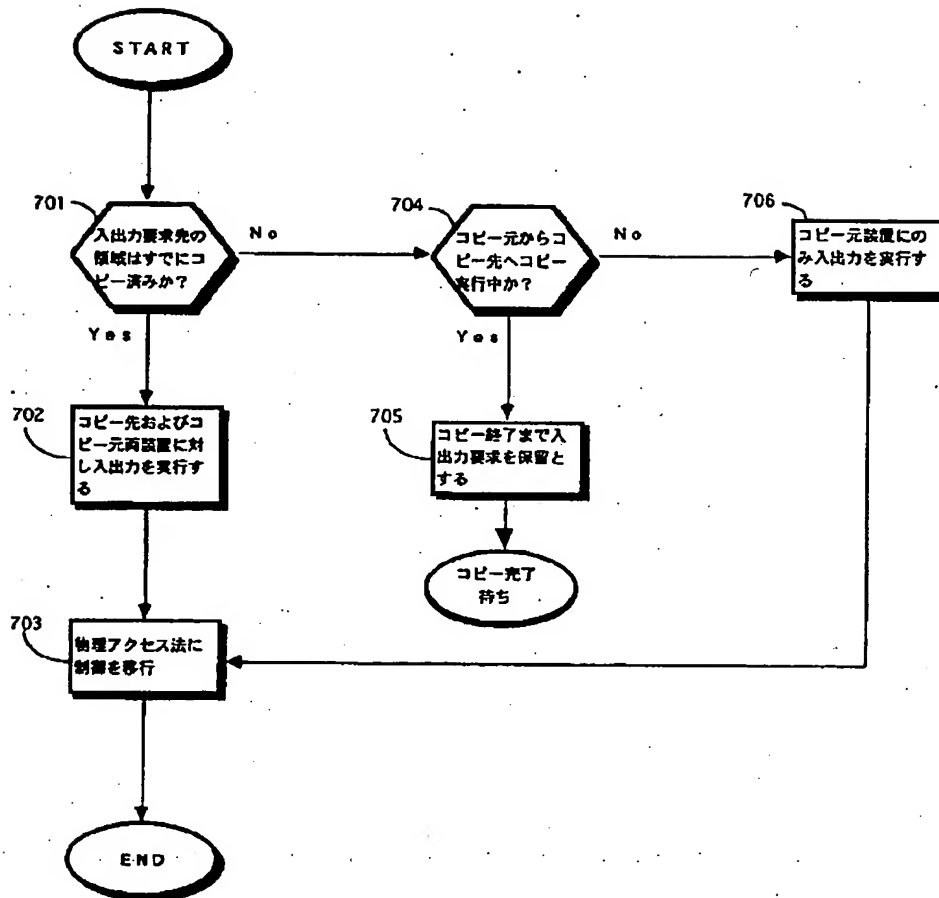 START
701
入出力要求先の
領域はすでにコ
ピー済みか？
No
704
コピー元からコ
ピー先へコピー
実行中か？
No
706
コピー元装置にの
み入出力を実行す
る
Yes
Yes
702
コピー先およびコ
ピー元両装置に対
し入出力を実行す
る
705
コピー終了まで入
出力要求を保留と
する
コピー完了
待ち
703
物理アクセス法に
制御を移行
END